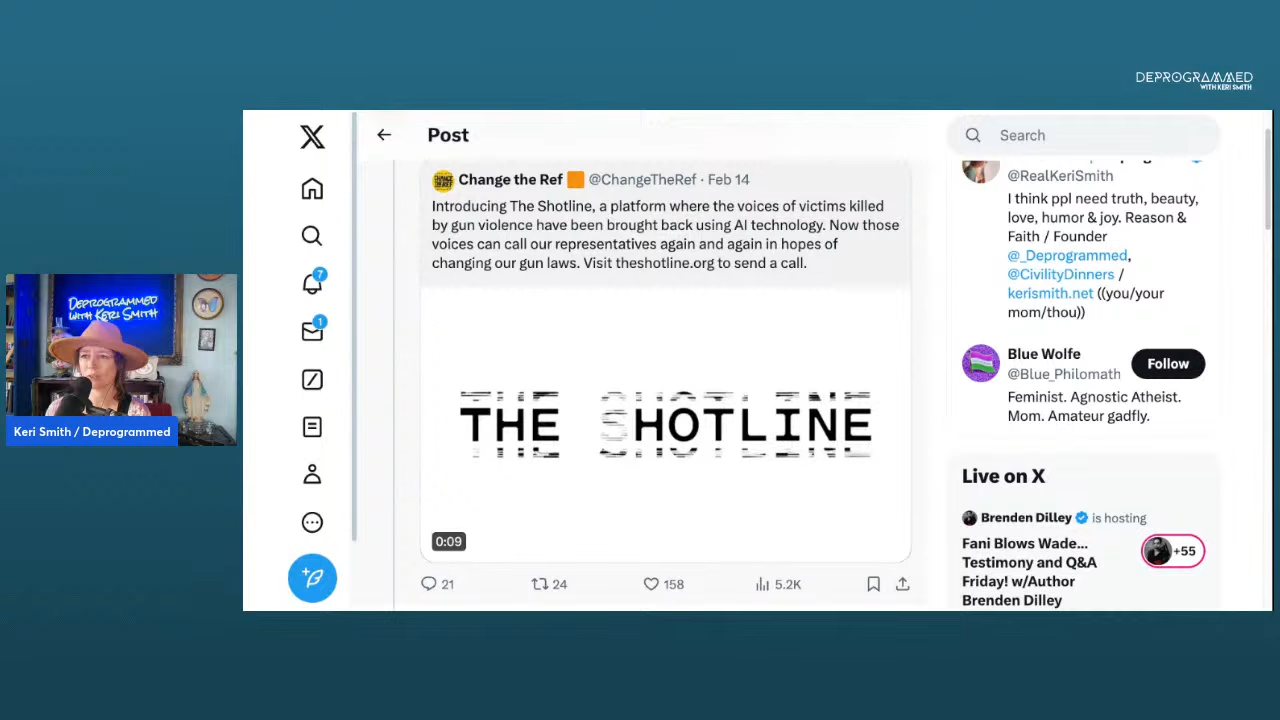 DEPROGRAMMED
WITH KERI SMITH
DEPROGRAMMED
WITH KERI SMITH
Keri Smith / Deprogrammed
7
1
Post
Change the Ref @ChangeTheRef · Feb 14
Introducing The Shotline, a platform where the voices of victims killed
by gun violence have been brought back using AI technology. Now those
voices can call our representatives again and again in hopes of
changing our gun laws. Visit theshotline.org to send a call.
THE SHOTLINE
0:09
21 24 158 5.2K
Search
@RealKeriSmith
I think ppl need truth, beauty,
love, humor & joy. Reason &
Faith / Founder
@_Deprogrammed,
@CivilityDinners /
kerismith.net ((you/your
mom/thou))
Blue Wolfe
@Blue_Philomath
Follow
Feminist. Agnostic Atheist.
Mom. Amateur gadfly.
Live on X
Brenden Dilley is hosting
Fani Blows Wade...
Testimony and Q&A
Friday! w/Author
Brenden Dilley
+55